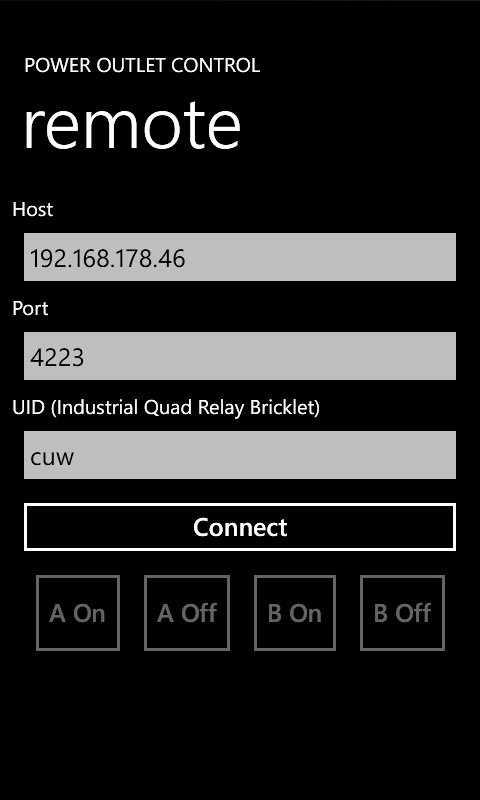 POWER OUTLET CONTROL
remote
Host
192.168.178.46
Port
4223
UID (Industrial Quad Relay Bricklet)
cuw
Connect
A On A Off B On B Off